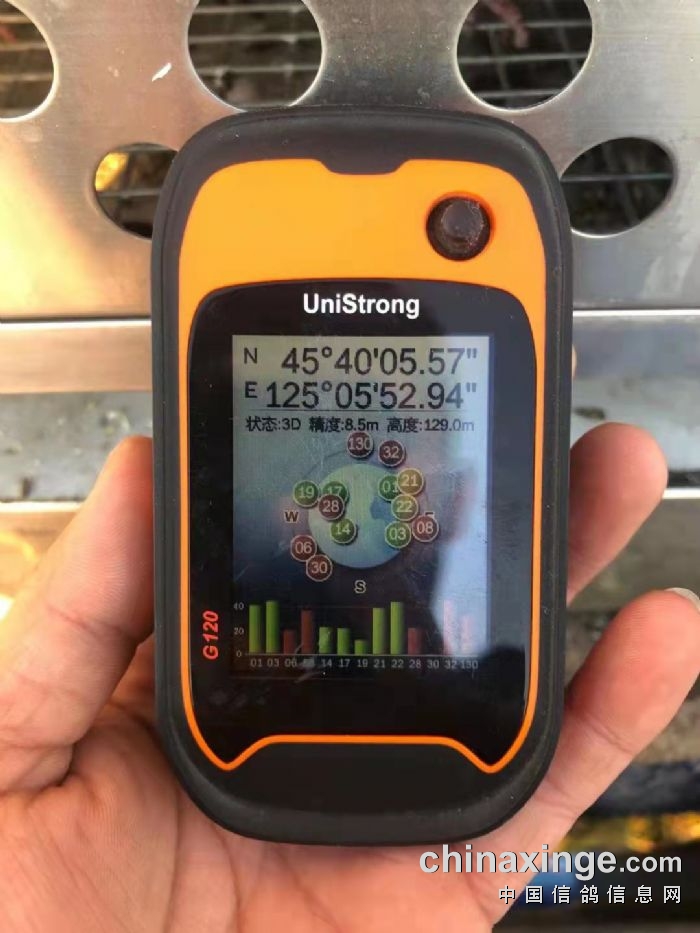 UniStrong
N 45°40'05.57"
E 125°05'52.94"
状态:3D 精度:8.5m 高度:129.0m
130 32
19 17 01 21
28 22
W 14 03 08
06
30
S
40
20
0
01 03 06 08 14 17 19 21 22 28 30 32 130
G120
chinaxinge.com
中国信鸽信息网